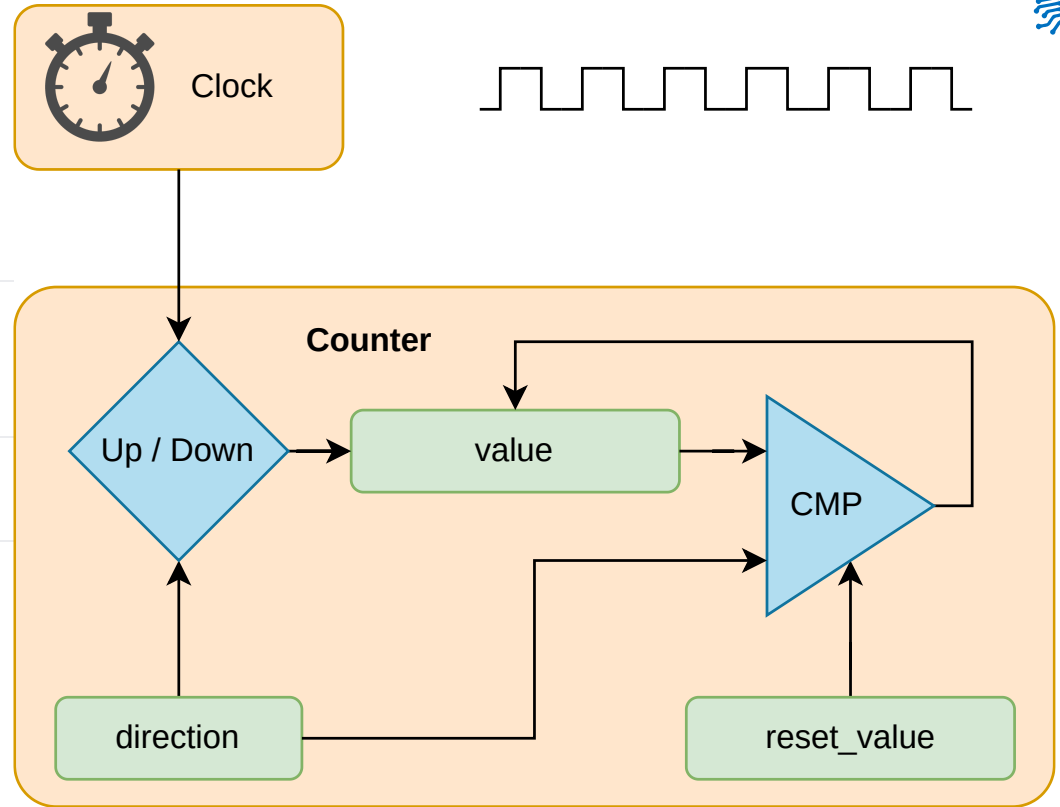 Clock
Counter
Up / Down
value
CMP
direction
reset_value